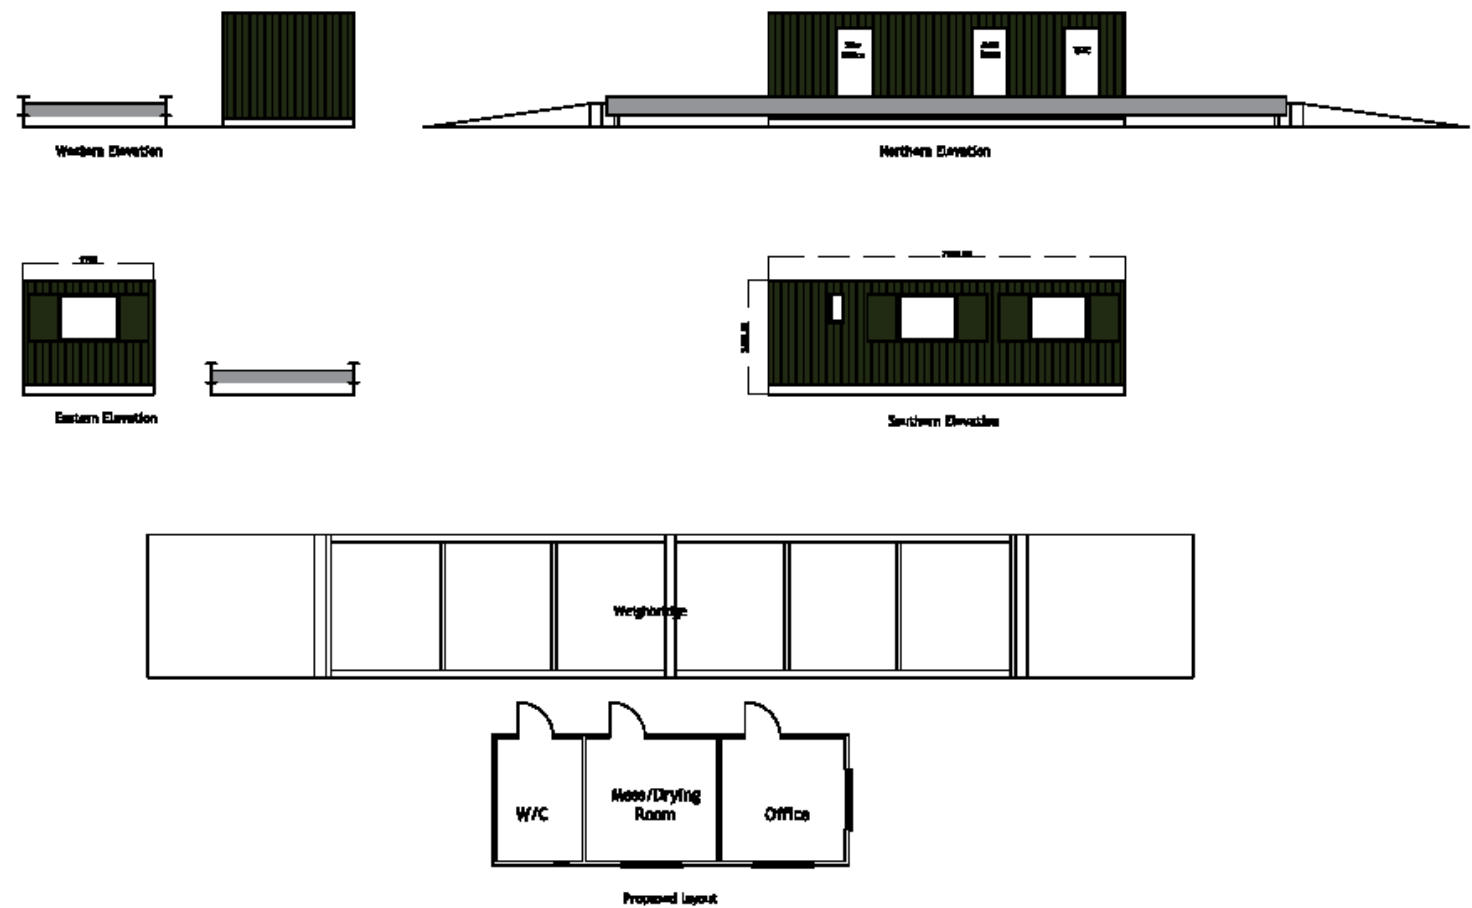 Western Elevation
Northern Elevation
Eastern Elevation
Southern Elevation
Weighbridge
W/C
Mess/Drying
Room
Office
Proposed Layout